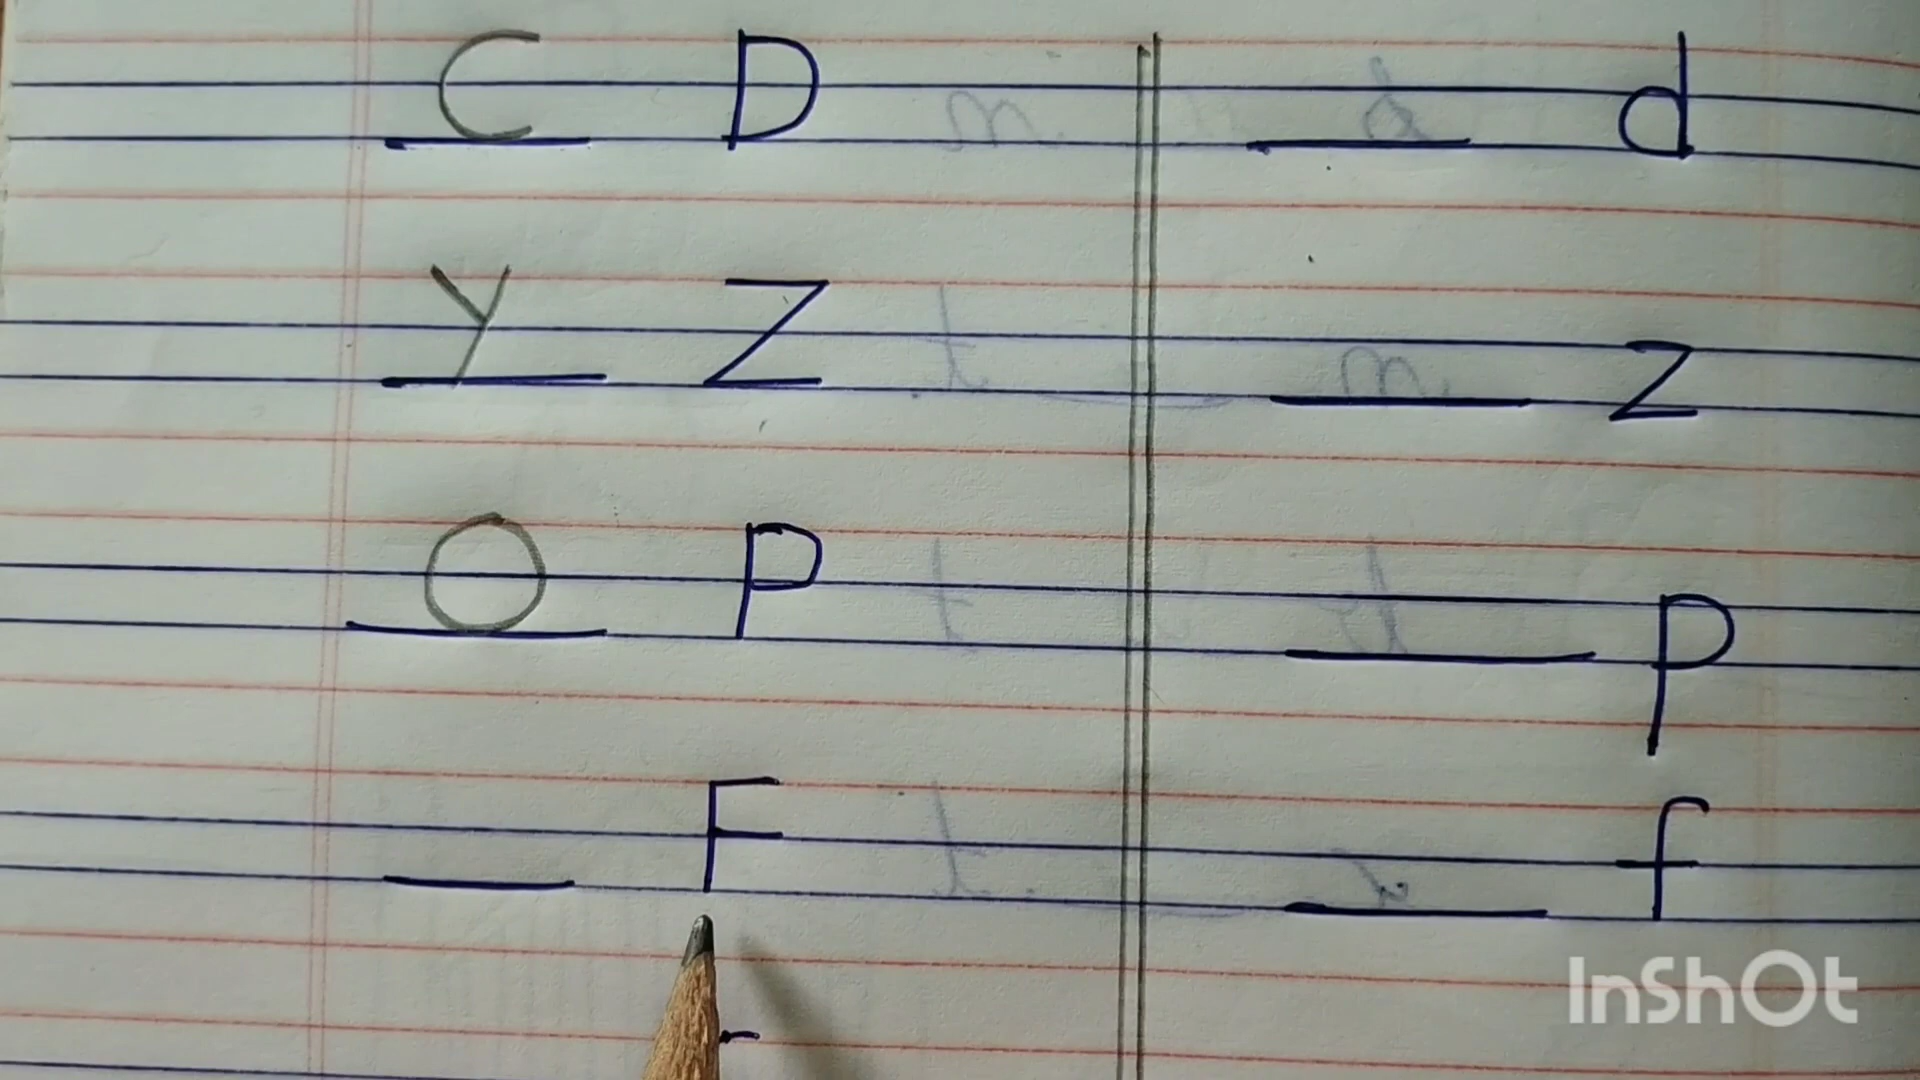 C D d
Y Z z
O P p
F f
InShOt